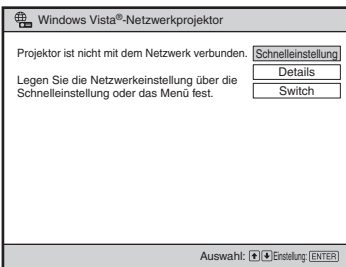 Windows Vista®-Netzwerkprojektor
Projektor ist nicht mit dem Netzwerk verbunden.
Schnelleinstellung
Details
Legen Sie die Netzwerkeinstellung über die
Schnelleinstellung oder das Menü fest.
Switch
Auswahl: Einstellung: ENTER